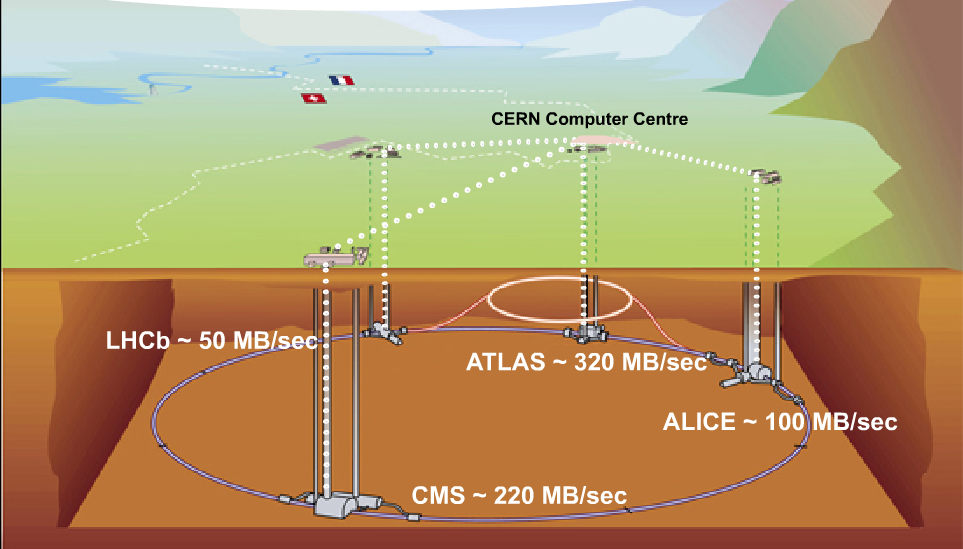 CERN Computer Centre
LHCb ~ 50 MB/sec
ATLAS ~ 320 MB/sec
ALICE ~ 100 MB/sec
CMS ~ 220 MB/sec